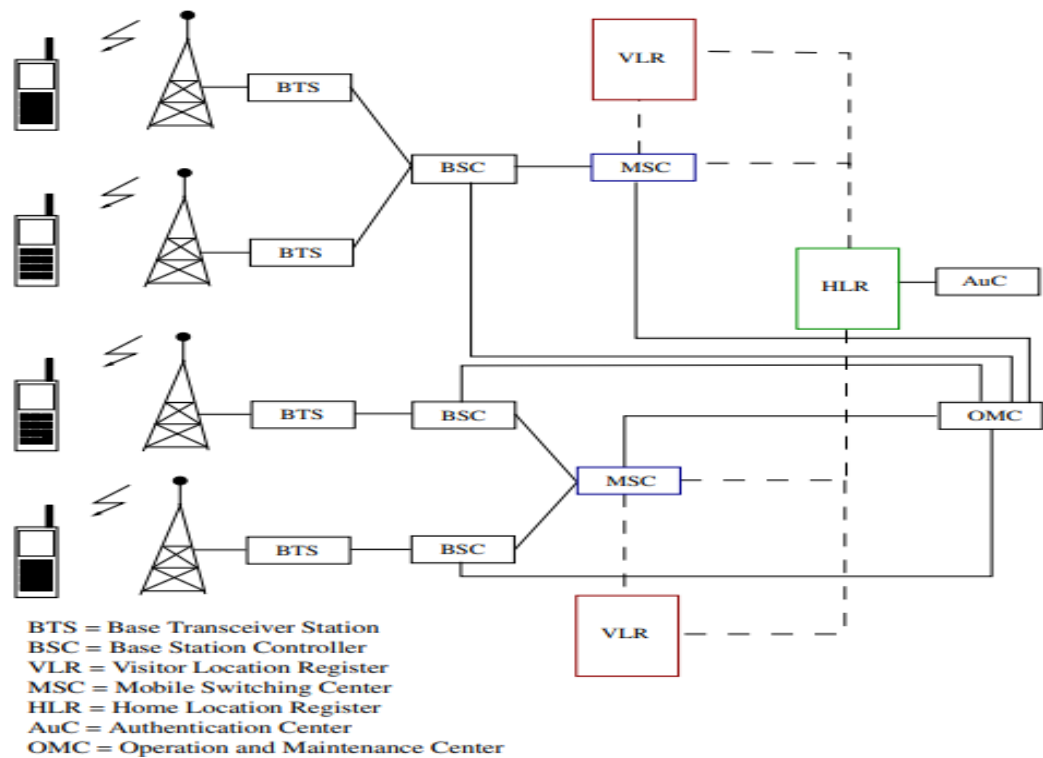 VLR
BTS
BSC
MSC
BTS
HLR
AuC
BTS
BSC
OMC
MSC
BTS
BSC
VLR
BTS = Base Transceiver Station
BSC = Base Station Controller
VLR = Visitor Location Register
MSC = Mobile Switching Center
HLR = Home Location Register
AuC = Authentication Center
OMC = Operation and Maintenance Center